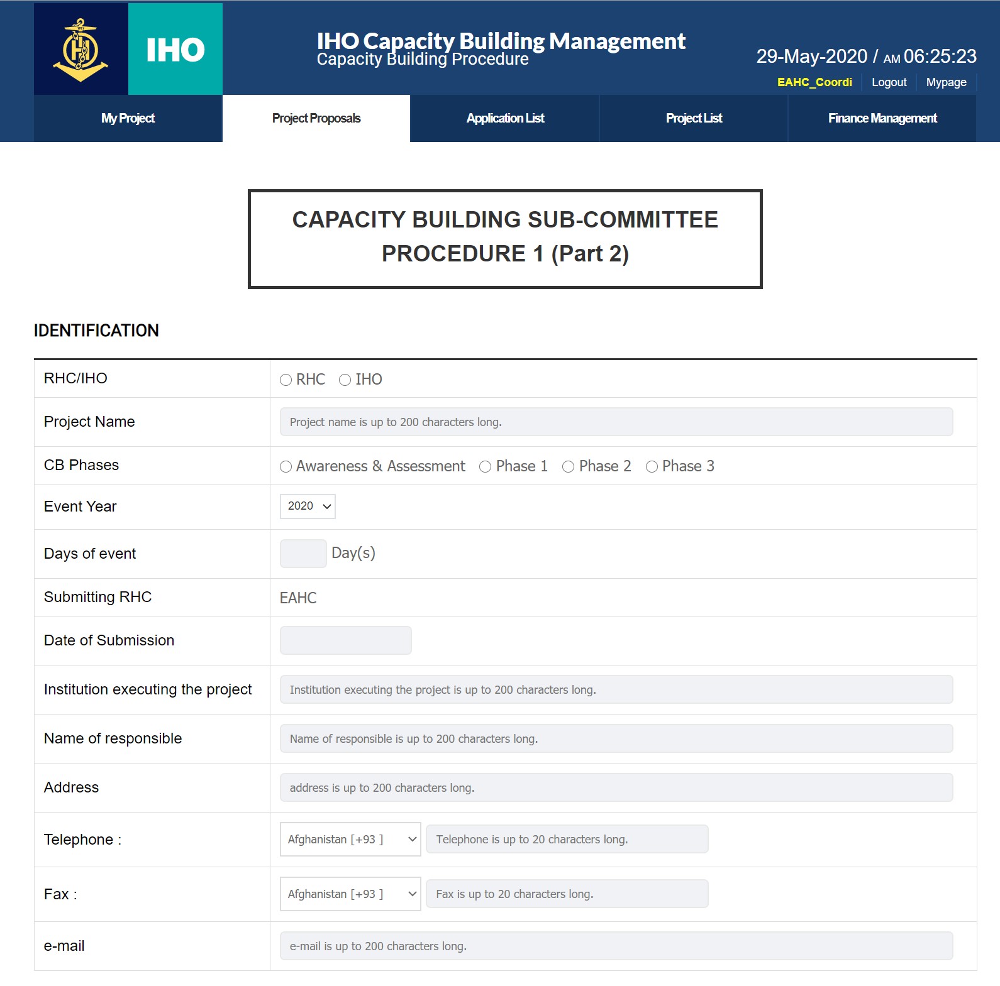 1921
IHO
IHO Capacity Building Management
Capacity Building Procedure
29-May-2020 / AM 06:25:23
EAHC_Coordi Logout Mypage
My Project Project Proposals Application List Project List Finance Management
CAPACITY BUILDING SUB-COMMITTEE
PROCEDURE 1 (Part 2)
IDENTIFICATION
RHC/IHO RHC IHO
Project Name Project name is up to 200 characters long.
CB Phases Awareness & Assessment Phase 1 Phase 2 Phase 3
Event Year 2020
Days of event Day(s)
Submitting RHC EAHC
Date of Submission
Institution executing the project Institution executing the project is up to 200 characters long.
Name of responsible Name of responsible is up to 200 characters long.
Address address is up to 200 characters long.
Telephone : Afghanistan [+93 ] Telephone is up to 20 characters long.
Fax : Afghanistan [+93 ] Fax is up to 20 characters long.
e-mail e-mail is up to 200 characters long.